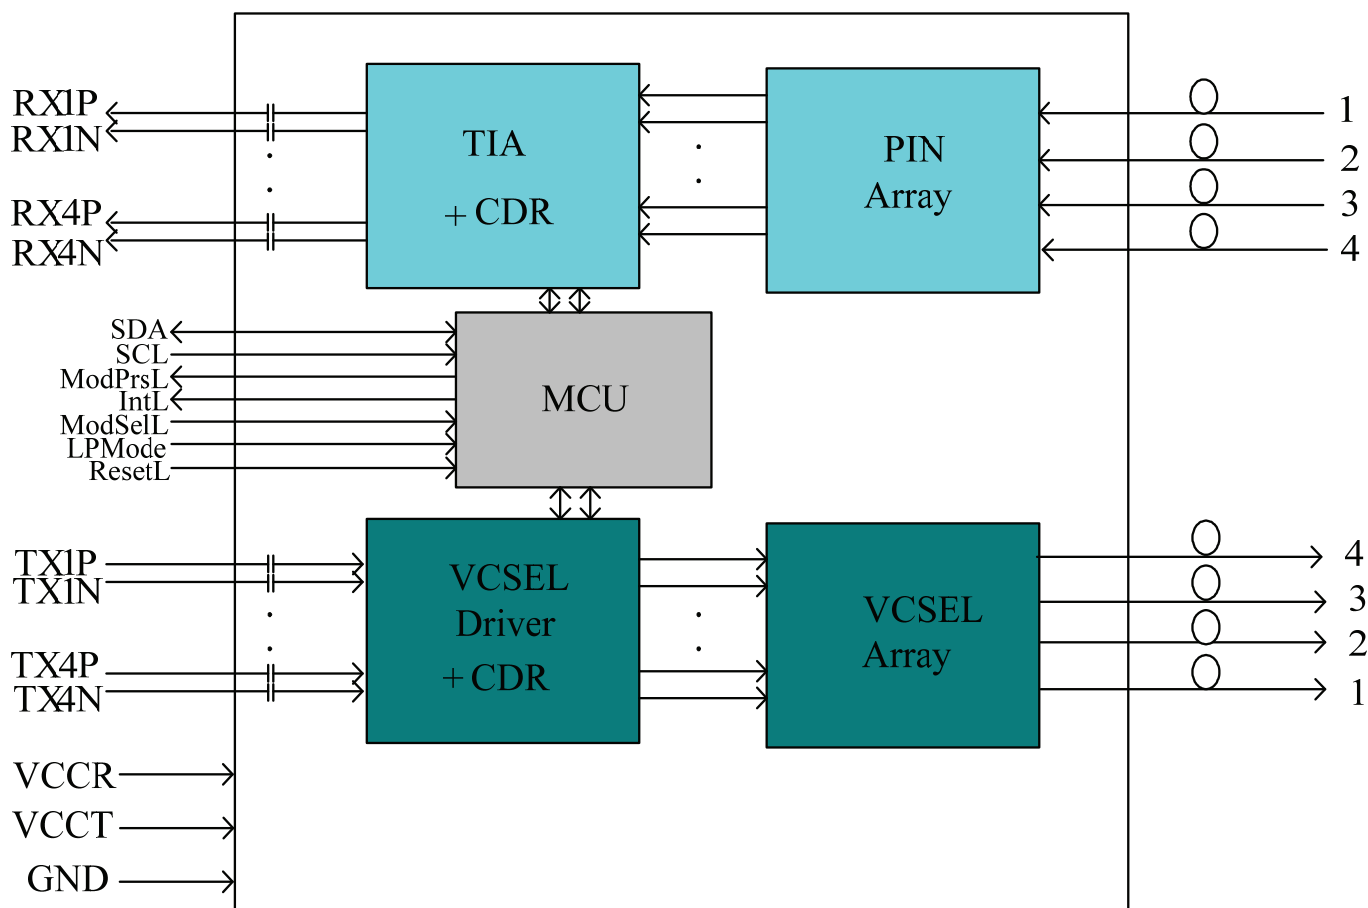 RX1P
RX1N
RX4P
RX4N
TIA
+ CDR
PIN
Array
1
2
3
4
SDA
SCL
ModPrsL
IntL
ModSelL
LPMode
ResetL
MCU
TX1P
TX1N
TX4P
TX4N
VCSEL
Driver
+ CDR
VCSEL
Array
4
3
2
1
VCCR
VCCT
GND